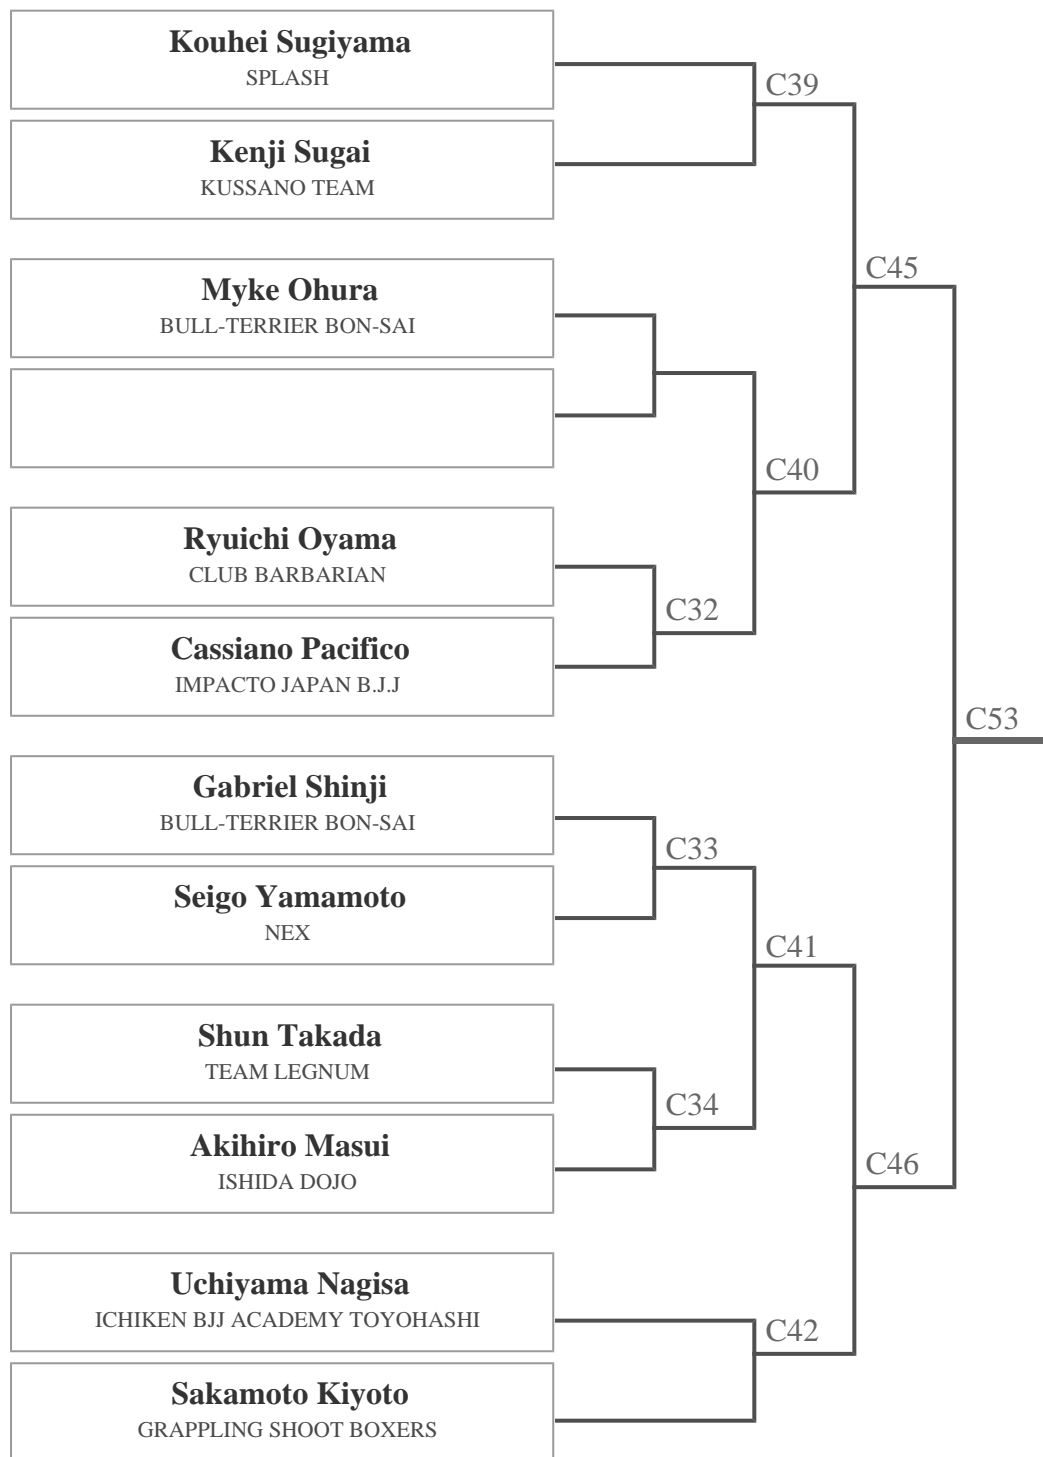 Kouhei Sugiyama
SPLASH
C39
Kenji Sugai
KUSSANO TEAM
C45
Myke Ohura
BULL-TERRIER BON-SAI
C40
Ryuichi Oyama
CLUB BARBARIAN
C32
Cassiano Pacifico
IMPACTO JAPAN B.J.J
C53
Gabriel Shinji
BULL-TERRIER BON-SAI
C33
Seigo Yamamoto
NEX
C41
Shun Takada
TEAM LEGNUM
C34
Akihiro Masui
ISHIDA DOJO
C46
Uchiyama Nagisa
ICHIKEN BJJ ACADEMY TOYOHASHI
C42
Sakamoto Kiyoto
GRAPPLING SHOOT BOXERS